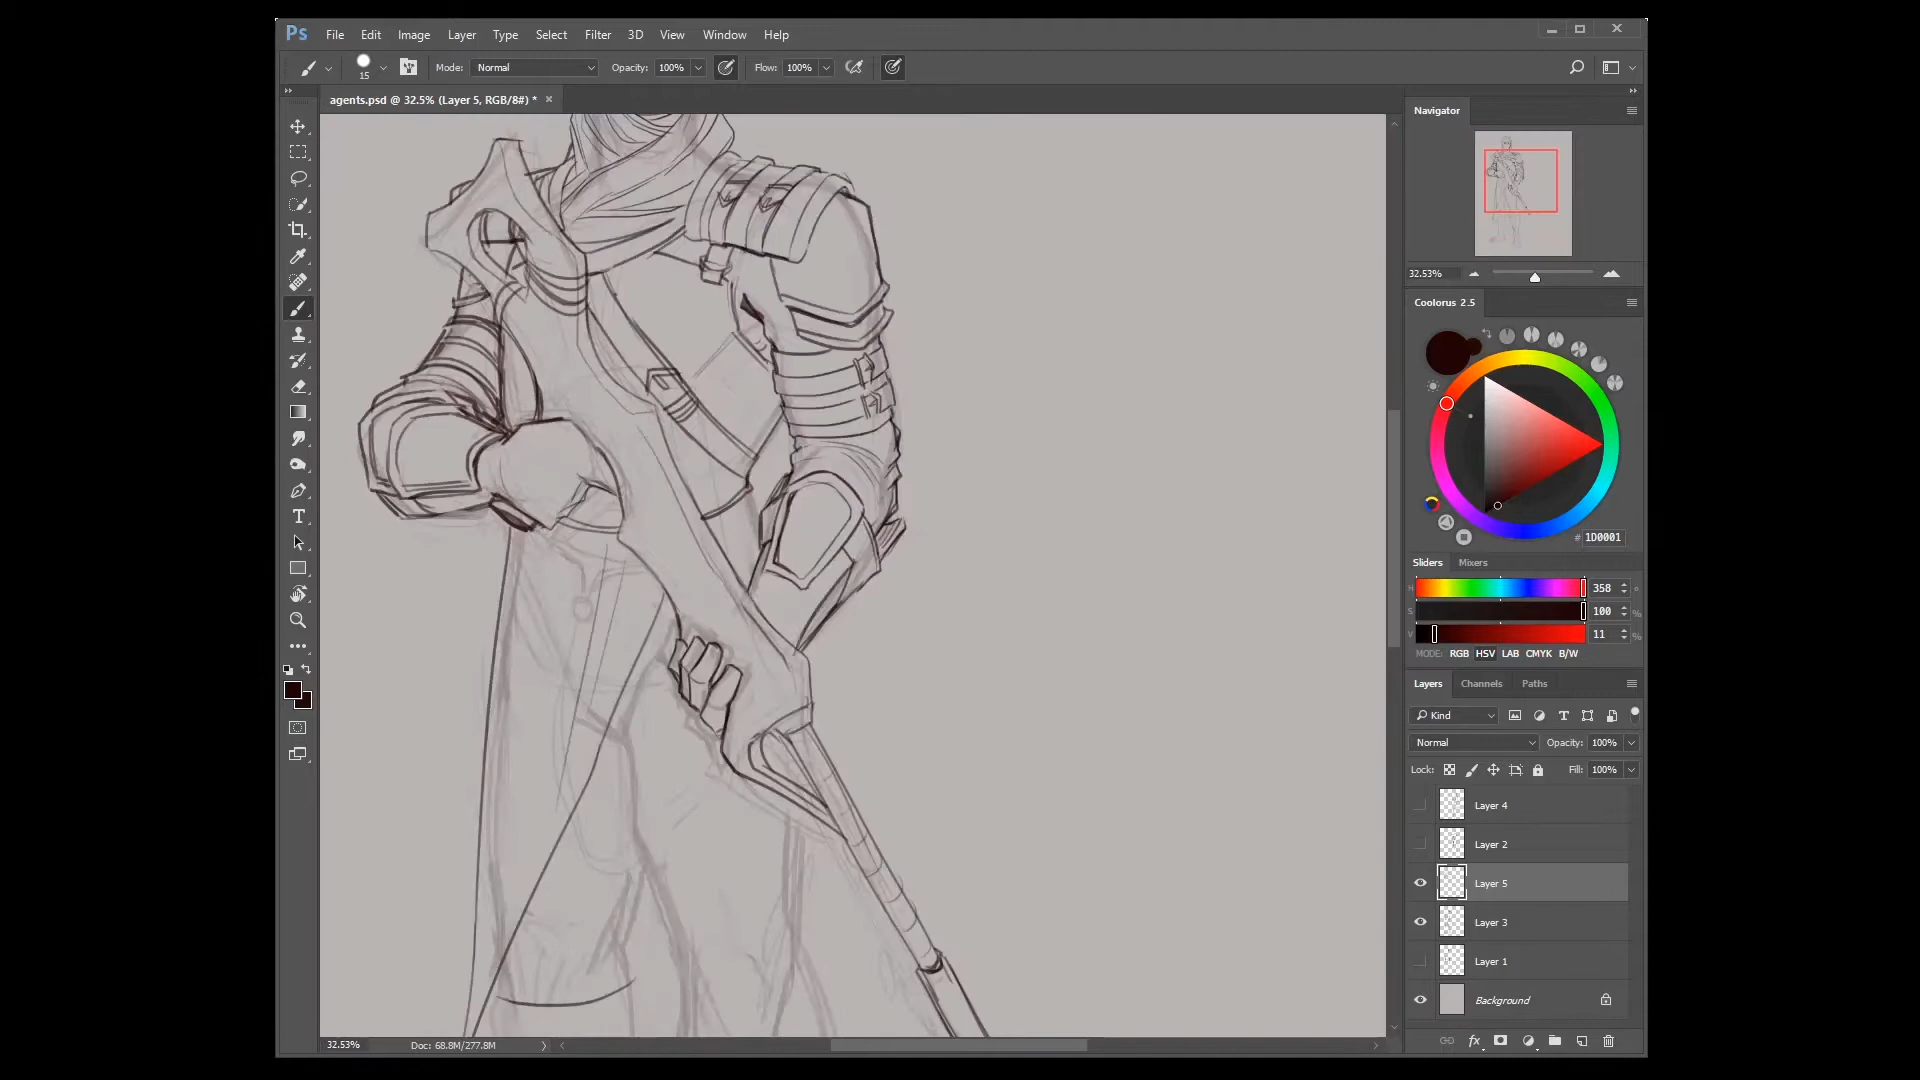 Ps File Edit Image Layer Type Select Filter 3D View Window Help
15 Mode: Normal Opacity: 100% Flow: 100%
agents.psd @ 32.5% (Layer 5, RGB/8#) *
Navigator
32.53%
Coolorus 2.5
# 1D0001
Sliders Mixers
H 358 °
S 100 %
V 11 %
MODE: RGB HSV LAB CMYK B/W
Layers Channels Paths
Kind
Normal Opacity: 100%
Lock: Fill: 100%
Layer 4
Layer 2
Layer 5
Layer 3
Layer 1
Background
fx
32.53% Doc: 68.8M/277.8M